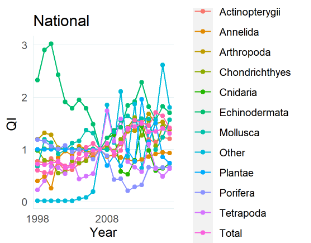 National
QI
3
2
1
0
1998
2008
Year
Actinopterygii
Annelida
Arthropoda
Chondrichthyes
Cnidaria
Echinodermata
Mollusca
Other
Plantae
Porifera
Tetrapoda
Total